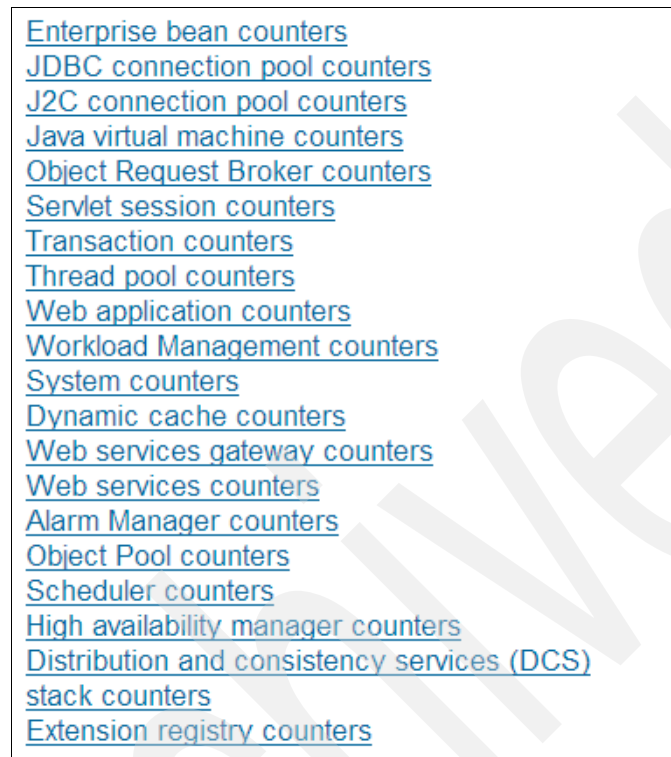 Enterprise bean counters
JDBC connection pool counters
J2C connection pool counters
Java virtual machine counters
Object Request Broker counters
Servlet session counters
Transaction counters
Thread pool counters
Web application counters
Workload Management counters
System counters
Dynamic cache counters
Web services gateway counters
Web services counters
Alarm Manager counters
Object Pool counters
Scheduler counters
High availability manager counters
Distribution and consistency services (DCS)
stack counters
Extension registry counters